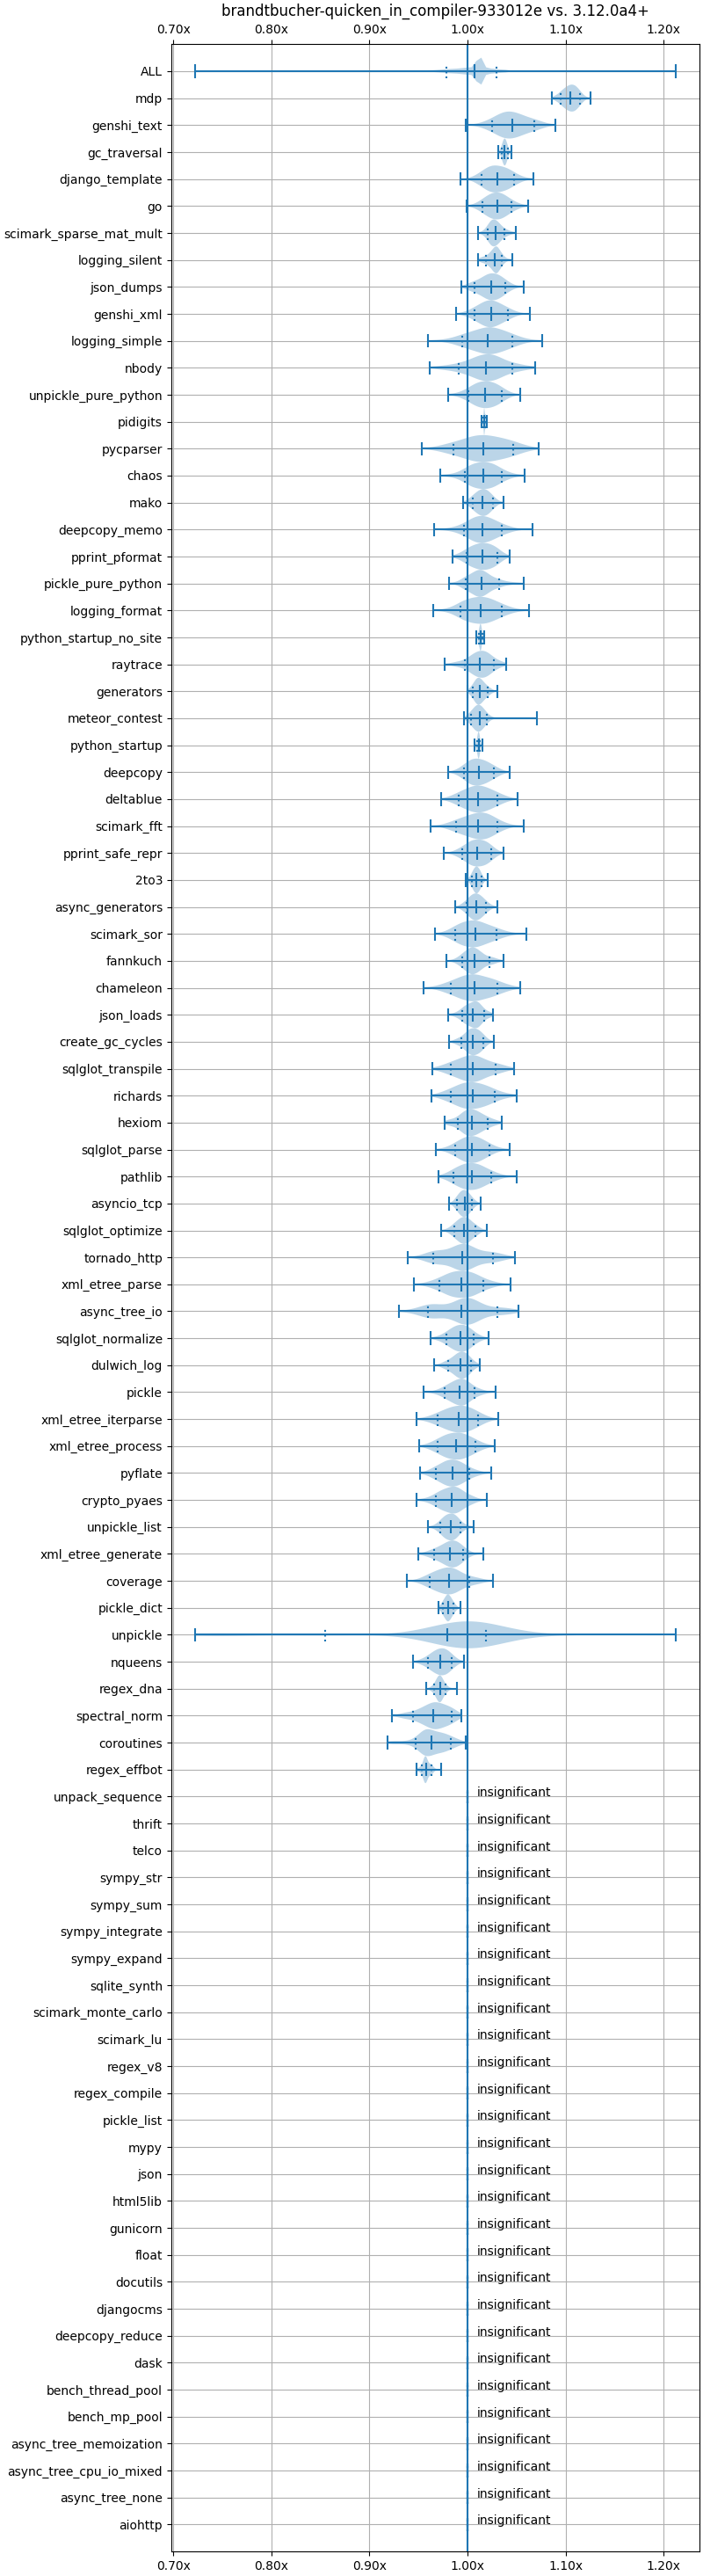 brandtbucher-quicken_in_compiler-933012e vs. 3.12.0a4+
0.70x 0.80x 0.90x 1.00x 1.10x 1.20x
ALL
mdp
genshi_text
gc_traversal
django_template
go
scimark_sparse_mat_mult
logging_silent
json_dumps
genshi_xml
logging_simple
nbody
unpickle_pure_python
pidigits
pycparser
chaos
mako
deepcopy_memo
pprint_pformat
pickle_pure_python
logging_format
python_startup_no_site
raytrace
generators
meteor_contest
python_startup
deepcopy
deltablue
scimark_fft
pprint_safe_repr
2to3
async_generators
scimark_sor
fannkuch
chameleon
json_loads
create_gc_cycles
sqlglot_transpile
richards
hexiom
sqlglot_parse
pathlib
asyncio_tcp
sqlglot_optimize
tornado_http
xml_etree_parse
async_tree_io
sqlglot_normalize
dulwich_log
pickle
xml_etree_iterparse
xml_etree_process
pyflate
crypto_pyaes
unpickle_list
xml_etree_generate
coverage
pickle_dict
unpickle
nqueens
regex_dna
spectral_norm
coroutines
regex_effbot
unpack_sequence insignificant
thrift insignificant
telco insignificant
sympy_str insignificant
sympy_sum insignificant
sympy_integrate insignificant
sympy_expand insignificant
sqlite_synth insignificant
scimark_monte_carlo insignificant
scimark_lu insignificant
regex_v8 insignificant
regex_compile insignificant
pickle_list insignificant
mypy insignificant
json insignificant
html5lib insignificant
gunicorn insignificant
float insignificant
docutils insignificant
djangocms insignificant
deepcopy_reduce insignificant
dask insignificant
bench_thread_pool insignificant
bench_mp_pool insignificant
async_tree_memoization insignificant
async_tree_cpu_io_mixed insignificant
async_tree_none insignificant
aiohttp insignificant
0.70x 0.80x 0.90x 1.00x 1.10x 1.20x